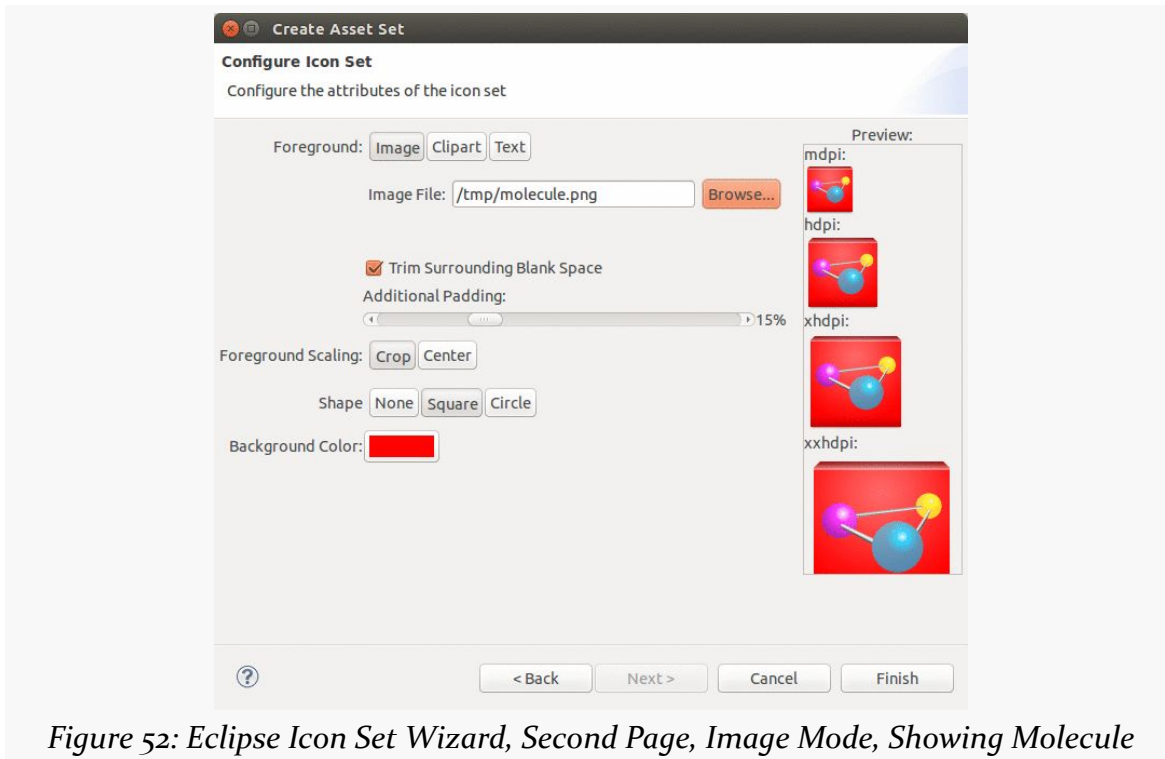 Create Asset Set
Configure Icon Set
Configure the attributes of the icon set
Foreground: Image Clipart Text
Image File: /tmp/molecule.png Browse...
Trim Surrounding Blank Space
Additional Padding:
15%
Foreground Scaling: Crop Center
Shape None Square Circle
Background Color:
Preview:
mdpi:
hdpi:
xhdpi:
xxhdpi:
? < Back Next > Cancel Finish
Figure 52: Eclipse Icon Set Wizard, Second Page, Image Mode, Showing Molecule